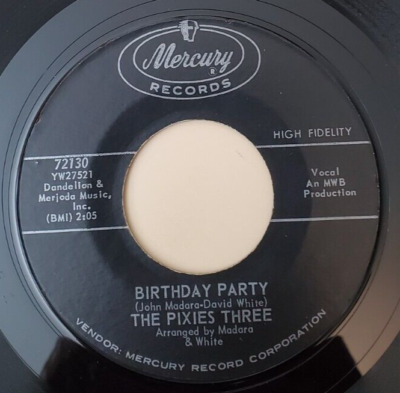 Mercury
R
RECORDS
HIGH FIDELITY
72130
YW27521
Dandelion &
Merjoda Music,
Inc.
(BMI) 2:05
Vocal
An MWB
Production
BIRTHDAY PARTY
(John Madara-David White)
THE PIXIES THREE
Arranged by Madara
& White
VENDOR: MERCURY RECORD CORPORATION